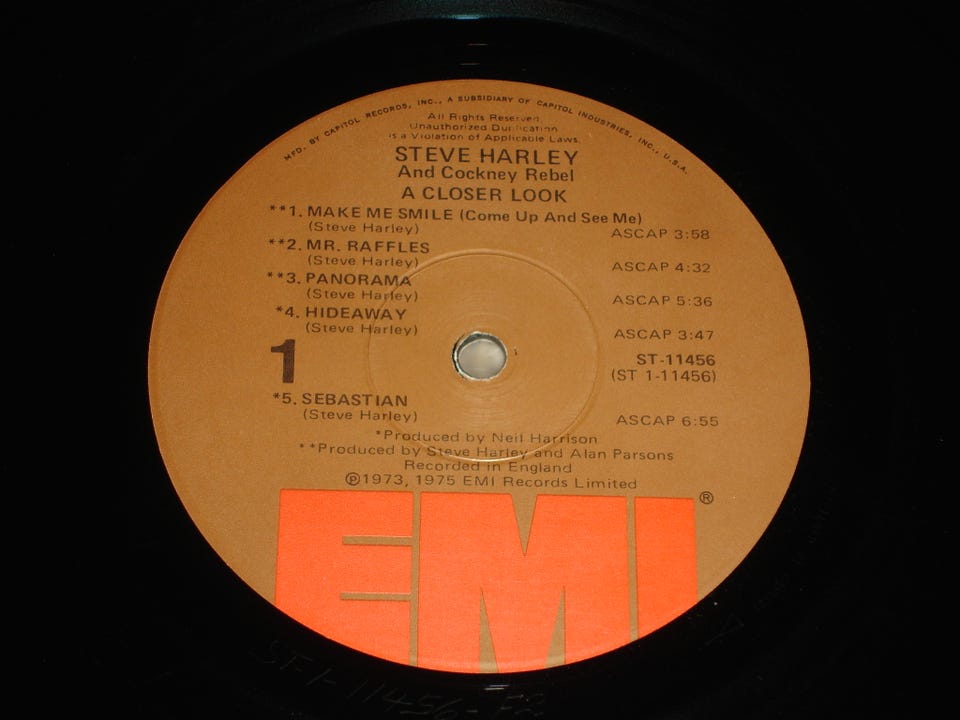 MFD. BY CAPITOL RECORDS, INC., A SUBSIDIARY OF CAPITOL INDUSTRIES, INC., U.S.A.
All Rights Reserved.
Unauthorized Duplication
is a Violation of Applicable Laws.
STEVE HARLEY
And Cockney Rebel
A CLOSER LOOK
**1. MAKE ME SMILE (Come Up And See Me)
(Steve Harley) ASCAP 3:58
**2. MR. RAFFLES
(Steve Harley) ASCAP 4:32
**3. PANORAMA
(Steve Harley) ASCAP 5:36
*4. HIDEAWAY
(Steve Harley) ASCAP 3:47
1
ST-11456
(ST 1-11456)
*5. SEBASTIAN
(Steve Harley) ASCAP 6:55
*Produced by Neil Harrison
**Produced by Steve Harley and Alan Parsons
Recorded in England
℗1973, 1975 EMI Records Limited
EMI®
ST-1-11456-F2